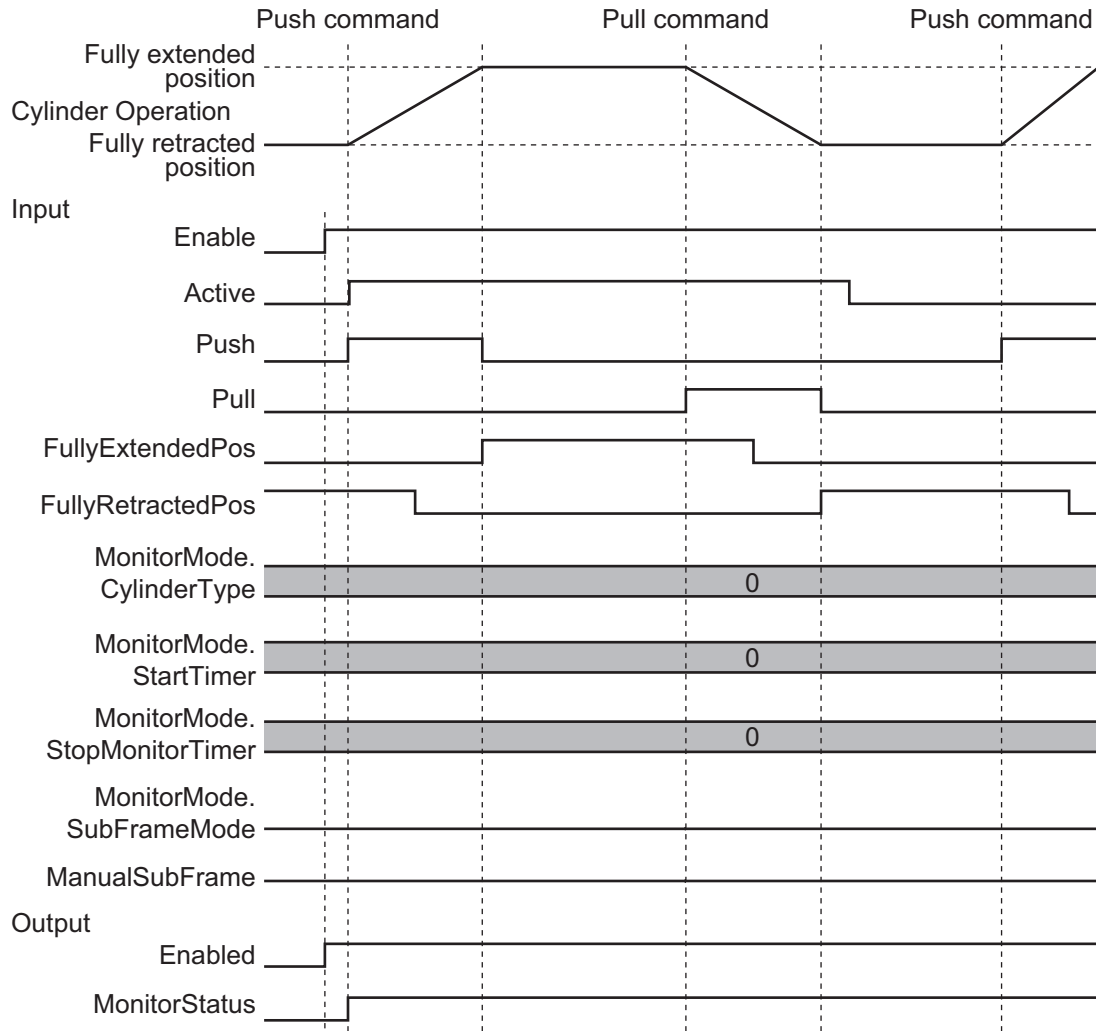 Push command Pull command Push command
Fully extended
position
Cylinder Operation
Fully retracted
position
Input
Enable
Active
Push
Pull
FullyExtendedPos
FullyRetractedPos
MonitorMode.
CylinderType 0
MonitorMode.
StartTimer 0
MonitorMode.
StopMonitorTimer 0
MonitorMode.
SubFrameMode
ManualSubFrame
Output
Enabled
MonitorStatus